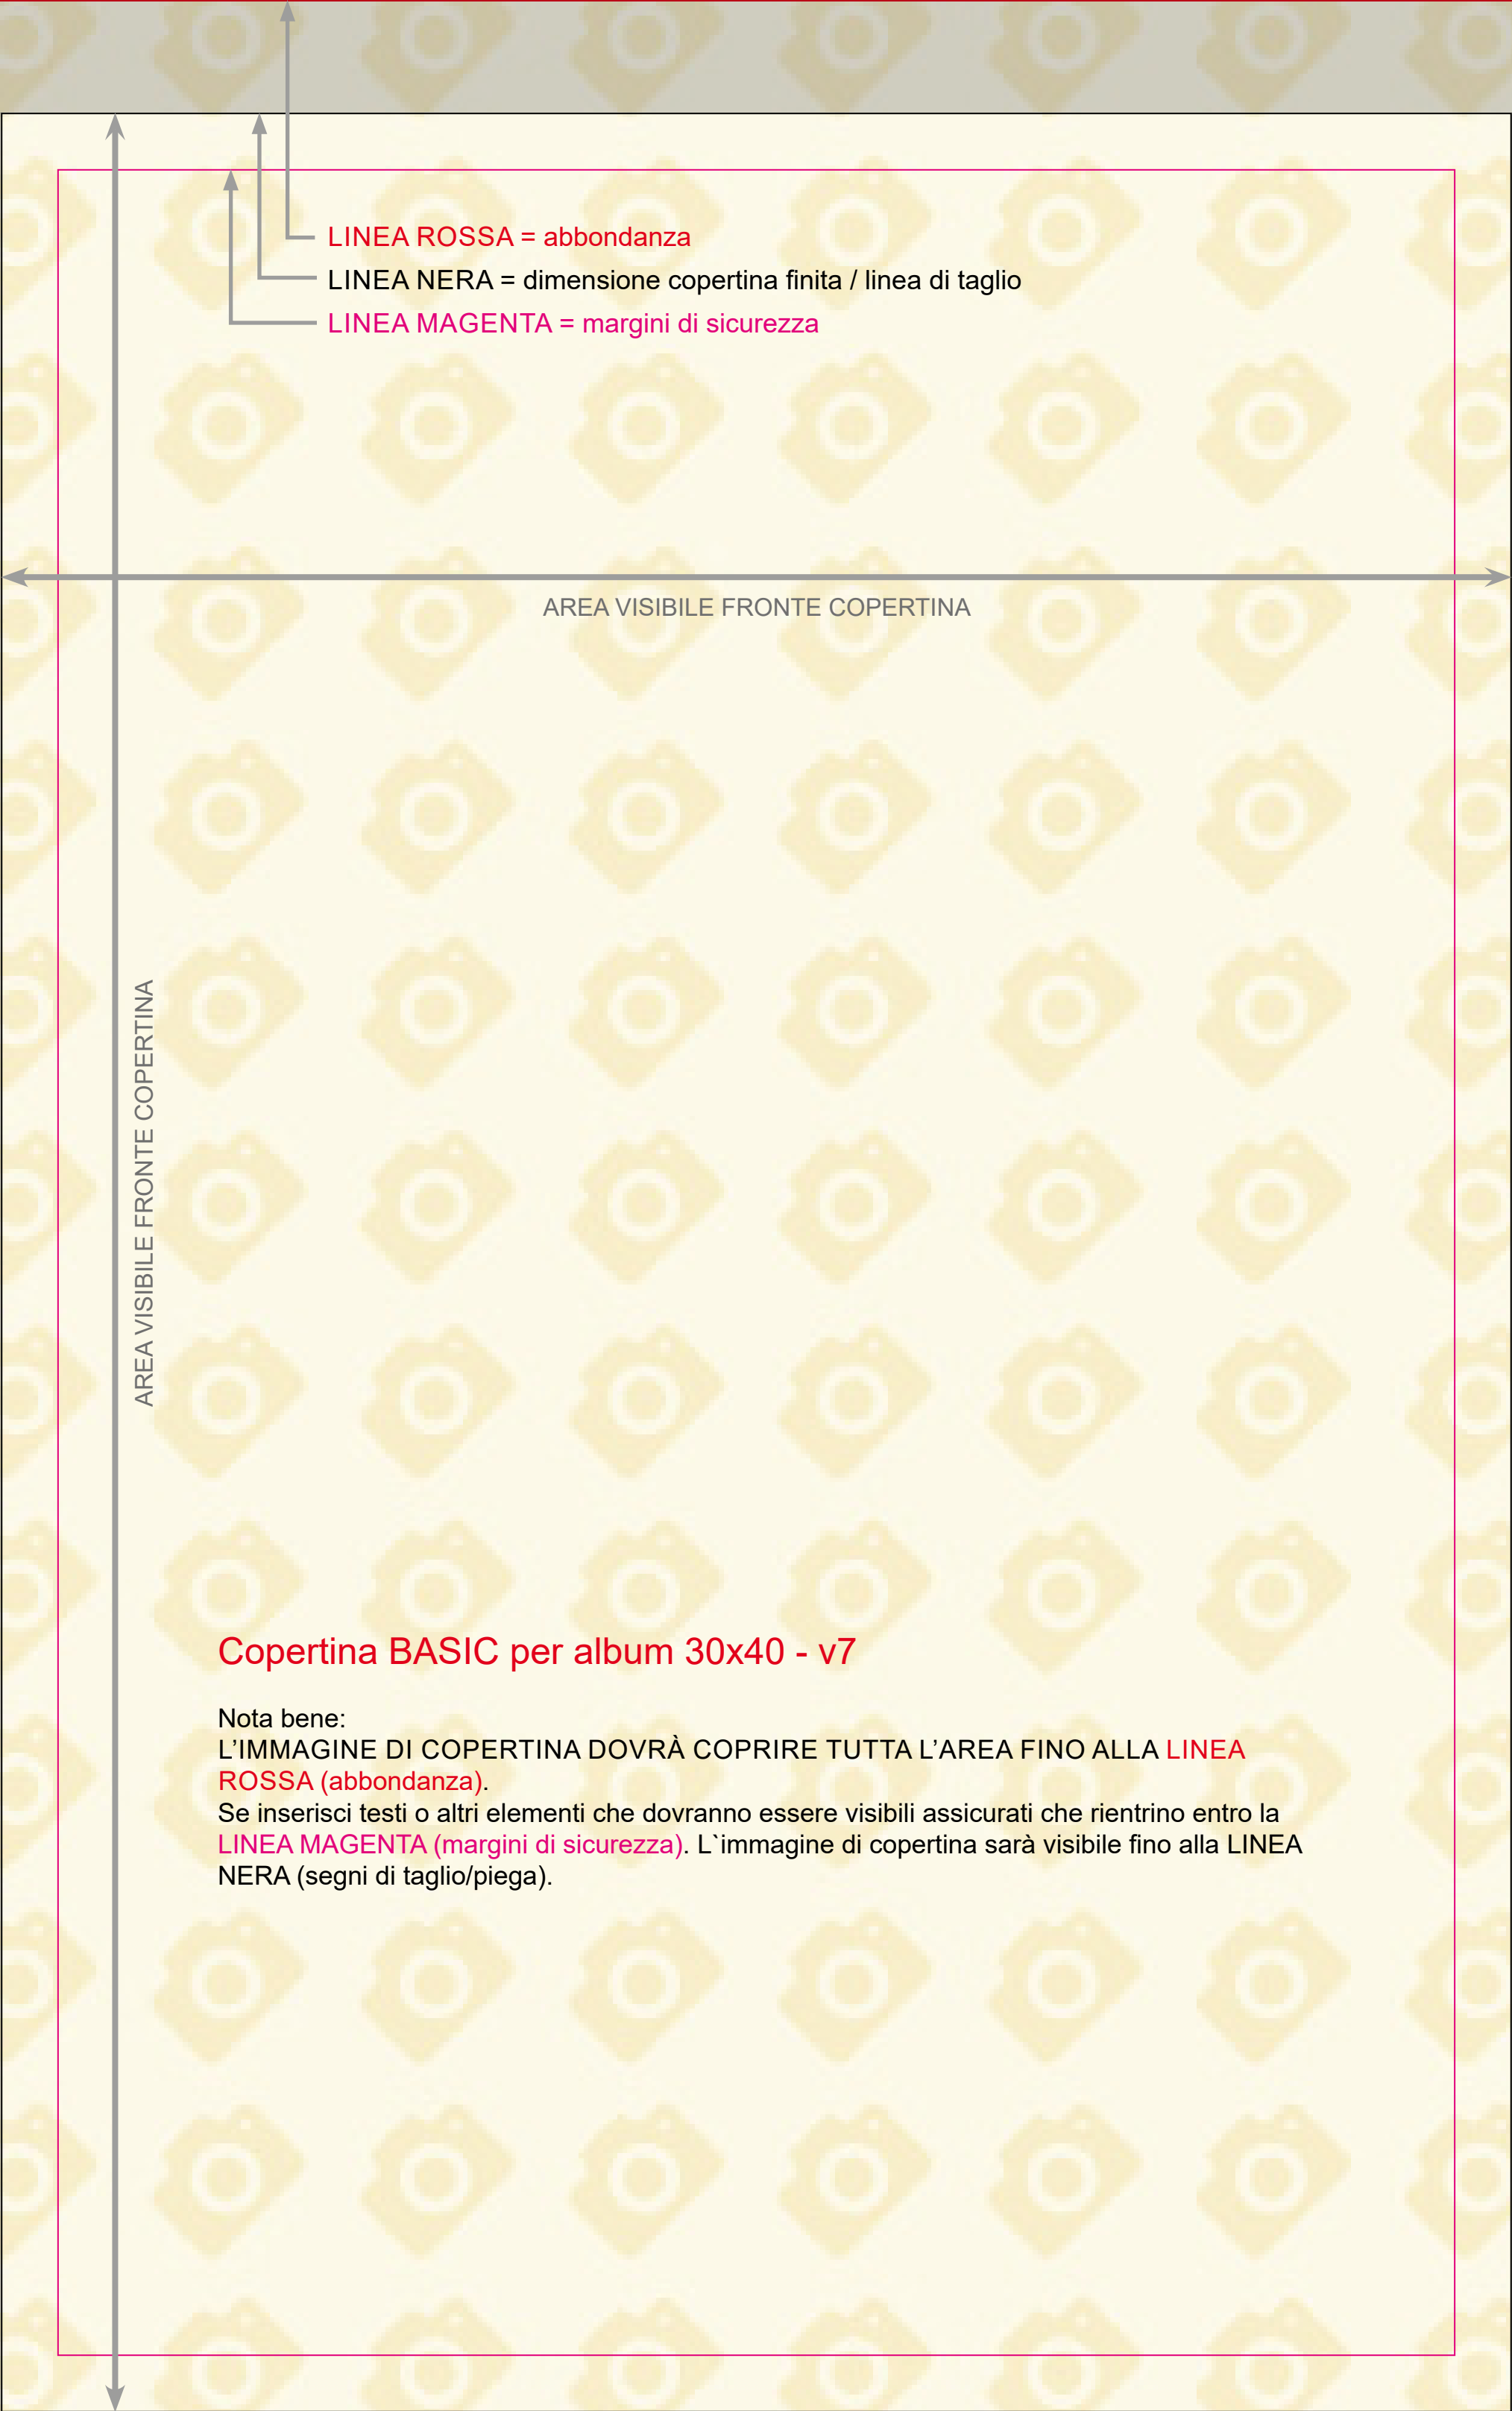 LINEA ROSSA = abbondanza
LINEA NERA = dimensione copertina finita / linea di taglio
LINEA MAGENTA = margini di sicurezza
AREA VISIBILE FRONTE COPERTINA
AREA VISIBILE FRONTE COPERTINA
Copertina BASIC per album 30x40 - v7
Nota bene:
L’IMMAGINE DI COPERTINA DOVRÀ COPRIRE TUTTA L’AREA FINO ALLA LINEA
ROSSA (abbondanza).
Se inserisci testi o altri elementi che dovranno essere visibili assicurati che rientrino entro la
LINEA MAGENTA (margini di sicurezza). L`immagine di copertina sarà visibile fino alla LINEA
NERA (segni di taglio/piega).